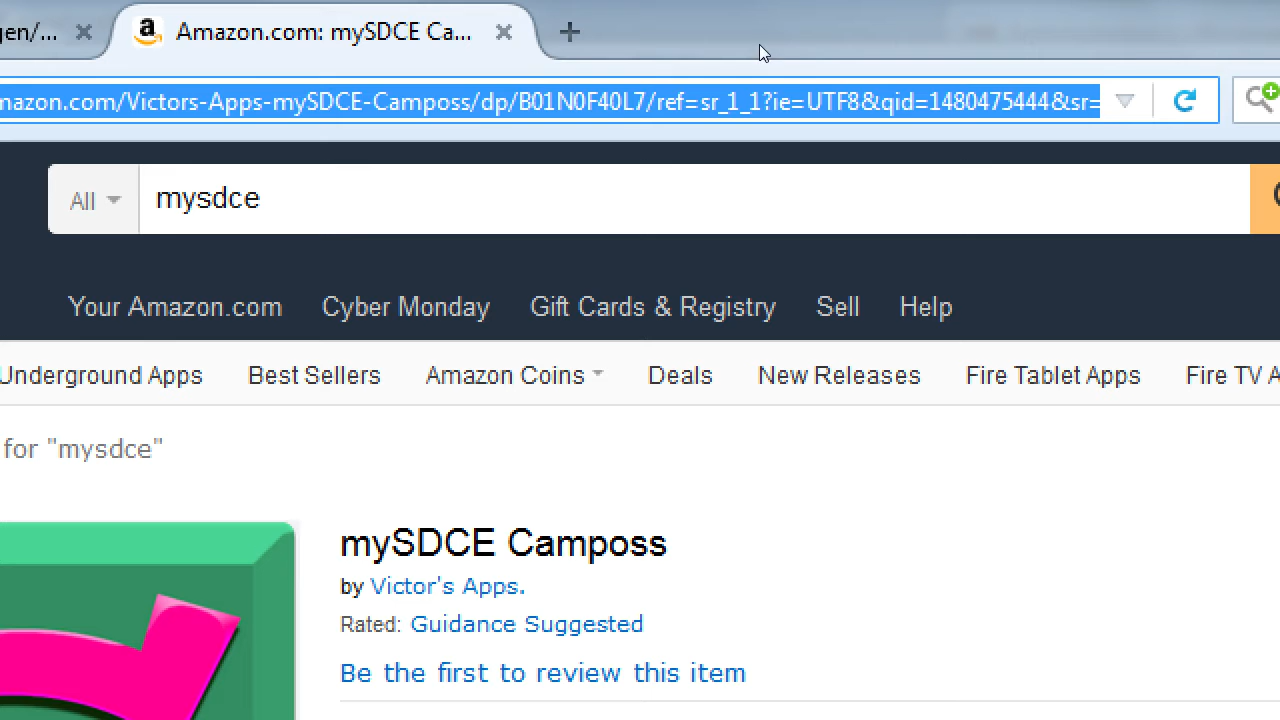 gen/...
Amazon.com: mySDCE Ca...
mazon.com/Victors-Apps-mySDCE-Camposs/dp/B01N0F40L7/ref=sr_1_1?ie=UTF8&qid=1480475444&sr=
All mysdce
Your Amazon.com Cyber Monday Gift Cards & Registry Sell Help
Underground Apps Best Sellers Amazon Coins Deals New Releases Fire Tablet Apps Fire TV A
for "mysdce"
mySDCE Camposs
by Victor's Apps.
Rated: Guidance Suggested
Be the first to review this item